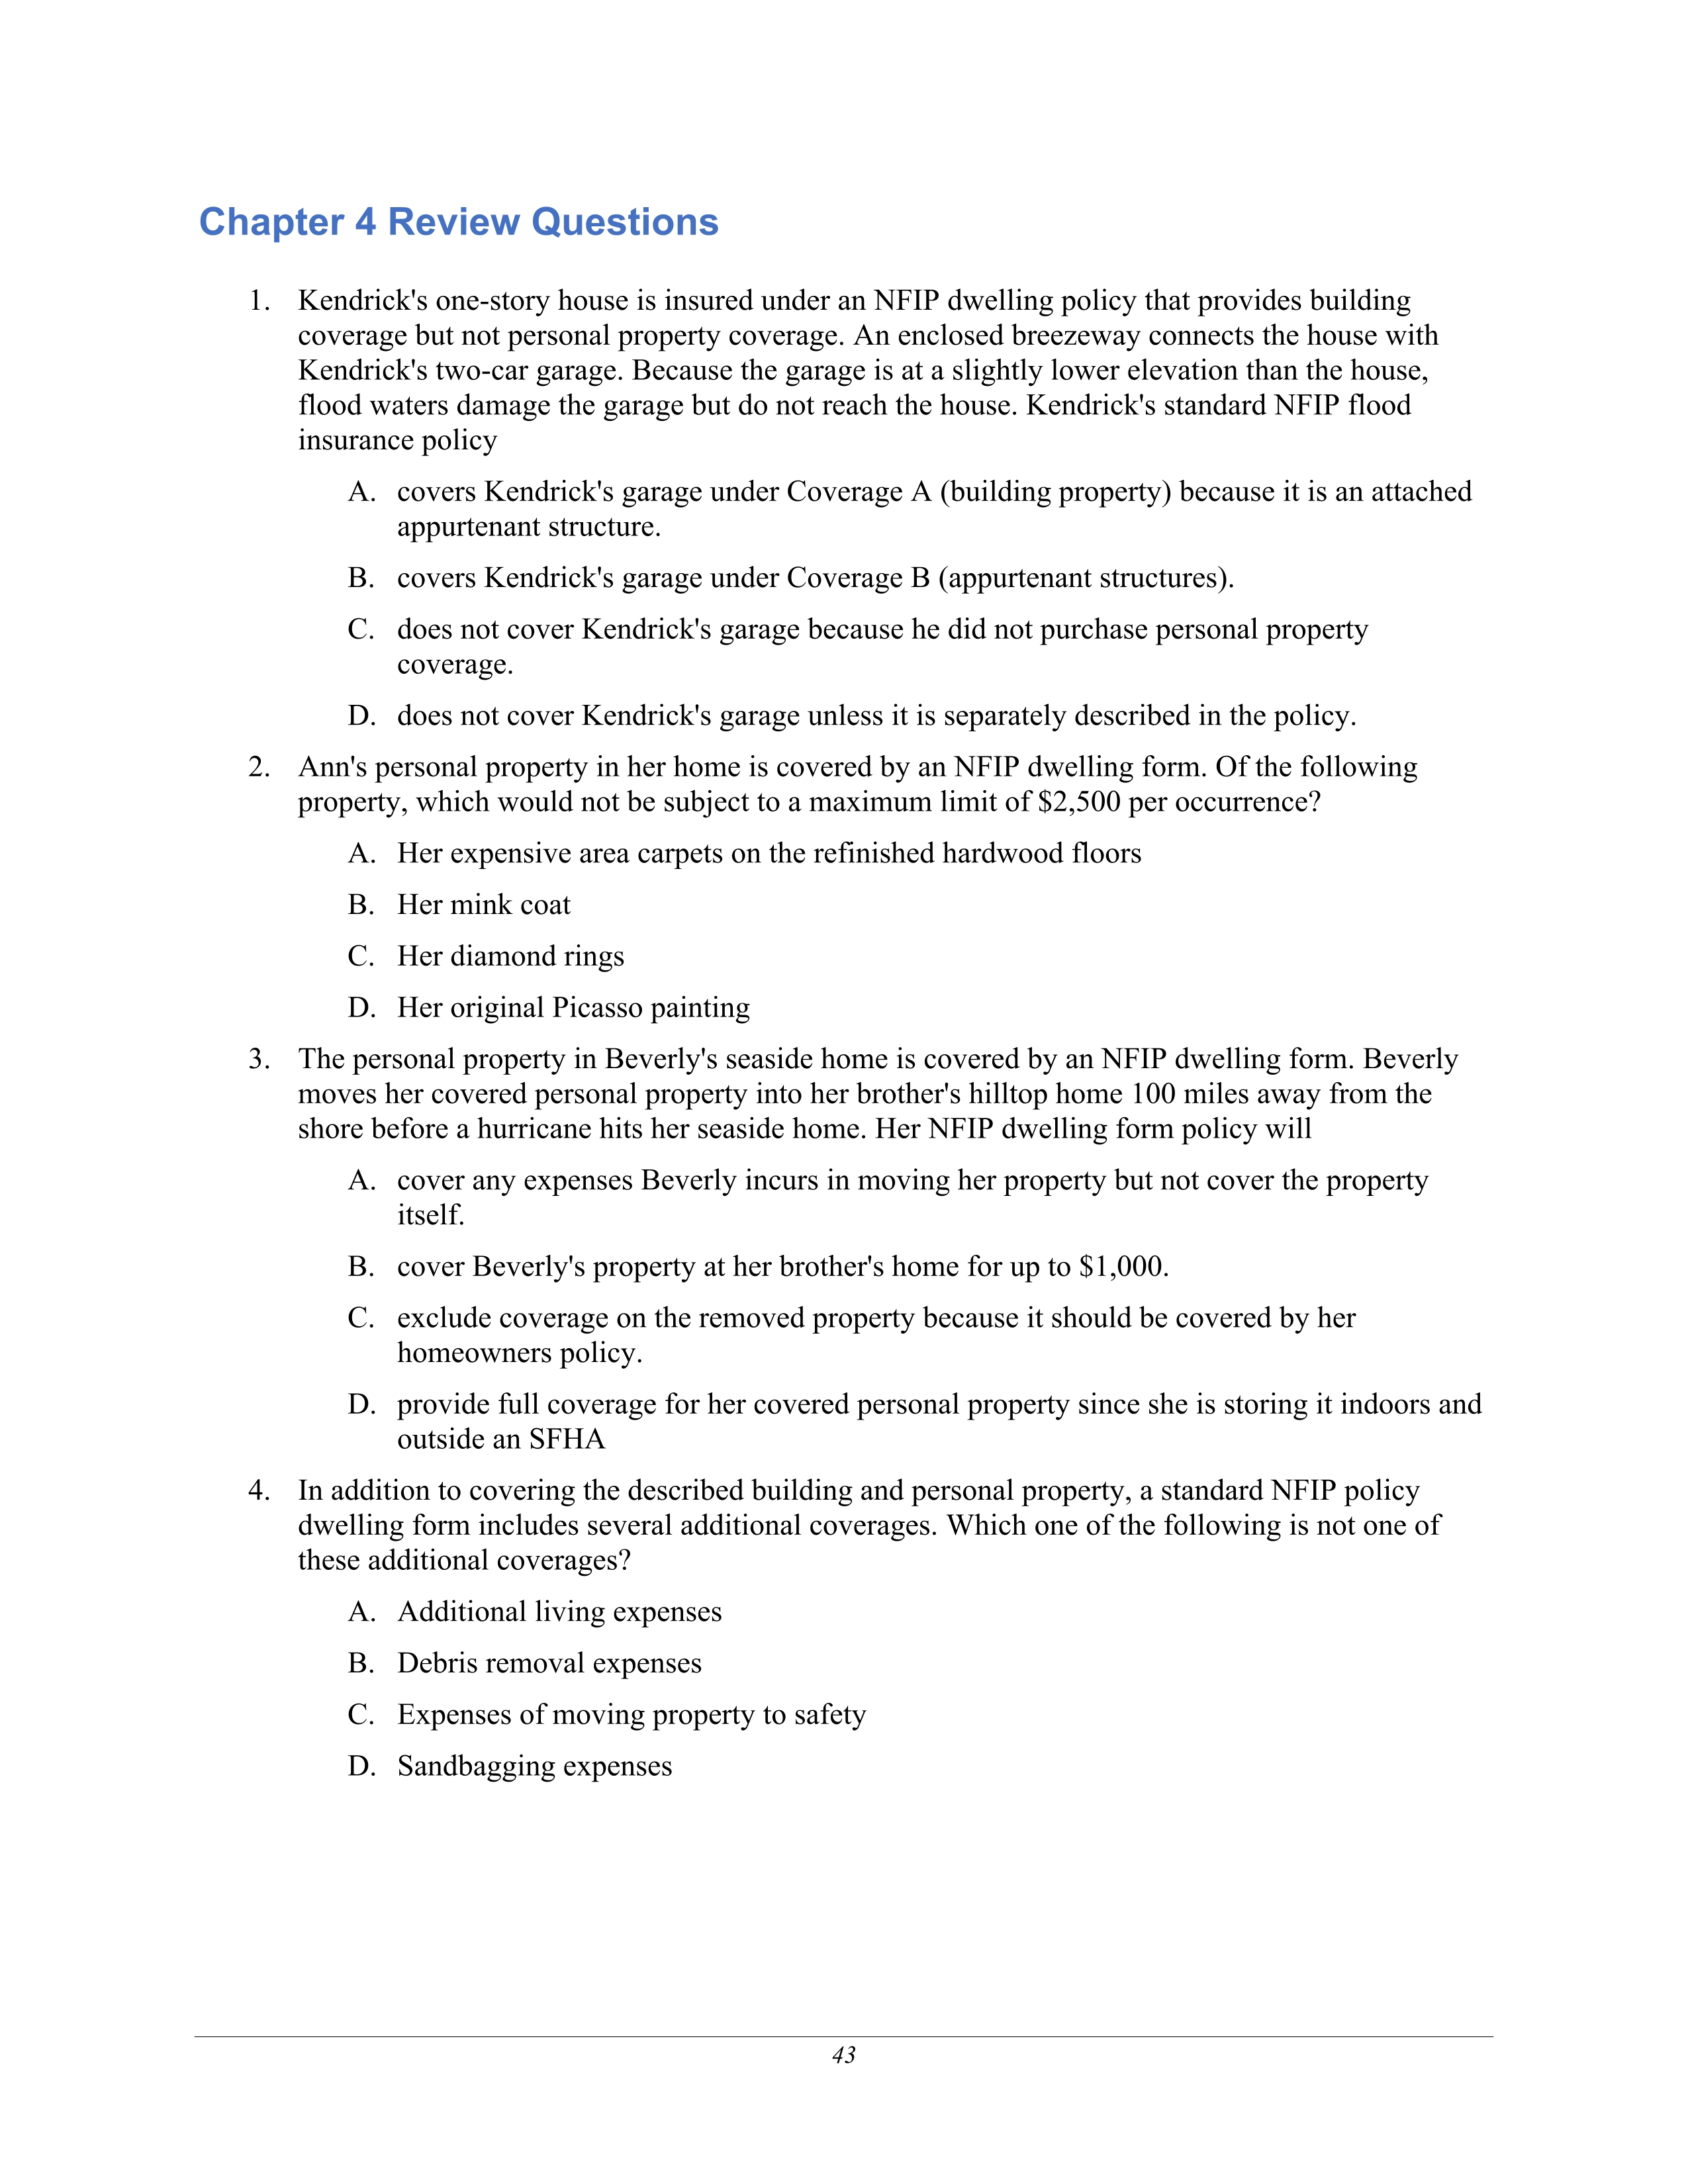 Chapter 4 Review Questions
1. Kendrick's one-story house is insured under an NFIP dwelling policy that provides building
coverage but not personal property coverage. An enclosed breezeway connects the house with
Kendrick's two-car garage. Because the garage is at a slightly lower elevation than the house,
flood waters damage the garage but do not reach the house. Kendrick's standard NFIP flood
insurance policy
A. covers Kendrick's garage under Coverage A (building property) because it is an attached
appurtenant structure.
B. covers Kendrick's garage under Coverage B (appurtenant structures).
C. does not cover Kendrick's garage because he did not purchase personal property
coverage.
D. does not cover Kendrick's garage unless it is separately described in the policy.
2. Ann's personal property in her home is covered by an NFIP dwelling form. Of the following
property, which would not be subject to a maximum limit of $2,500 per occurrence?
A. Her expensive area carpets on the refinished hardwood floors
B. Her mink coat
C. Her diamond rings
D. Her original Picasso painting
3. The personal property in Beverly's seaside home is covered by an NFIP dwelling form. Beverly
moves her covered personal property into her brother's hilltop home 100 miles away from the
shore before a hurricane hits her seaside home. Her NFIP dwelling form policy will
A. cover any expenses Beverly incurs in moving her property but not cover the property
itself.
B. cover Beverly's property at her brother's home for up to $1,000.
C. exclude coverage on the removed property because it should be covered by her
homeowners policy.
D. provide full coverage for her covered personal property since she is storing it indoors and
outside an SFHA
4. In addition to covering the described building and personal property, a standard NFIP policy
dwelling form includes several additional coverages. Which one of the following is not one of
these additional coverages?
A. Additional living expenses
B. Debris removal expenses
C. Expenses of moving property to safety
D. Sandbagging expenses
43